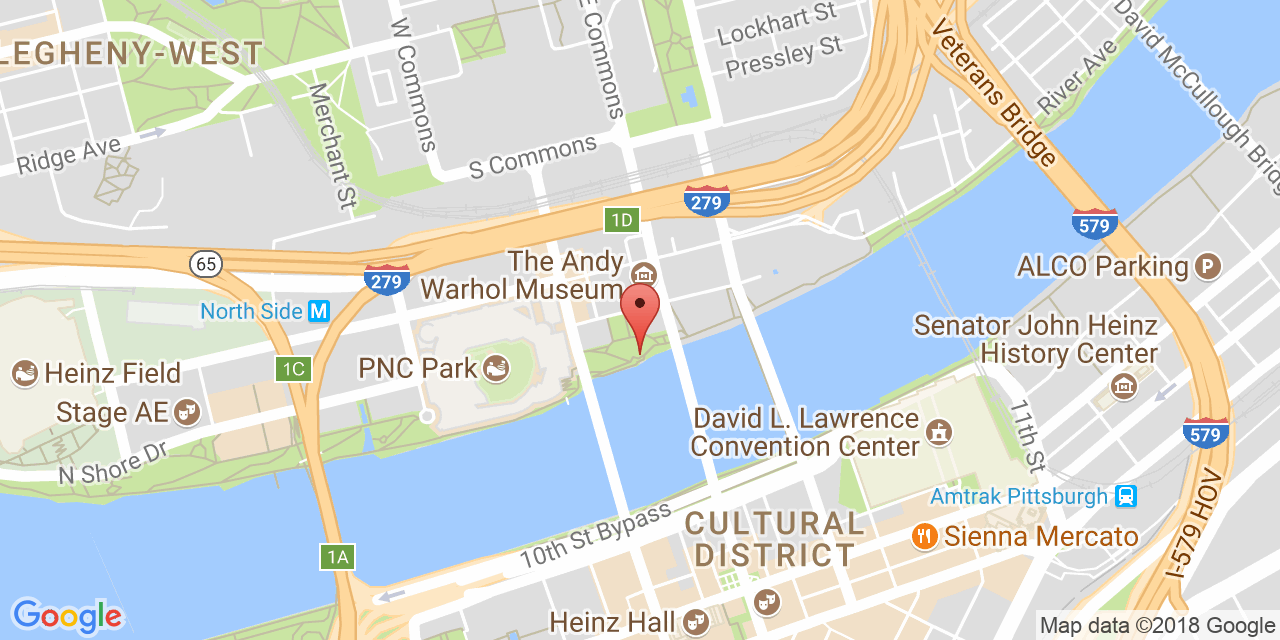 LEGHENY-WEST
W Commons
E Commons
Lockhart St
Pressley St
Veterans Bridge
River Ave
David McCullough Bridge
Merchant St
Ridge Ave
S Commons
279
1D
579
65
279
The Andy
Warhol Museum
ALCO Parking
P
North Side
M
Senator John Heinz
History Center
1C
PNC Park
Heinz Field
Stage AE
David L. Lawrence
Convention Center
11th St
579
N Shore Dr
Amtrak Pittsburgh
I-579 HOV
10th St Bypass
CULTURAL
DISTRICT
Sienna Mercato
1A
Heinz Hall
Google
Map data ©2018 Google